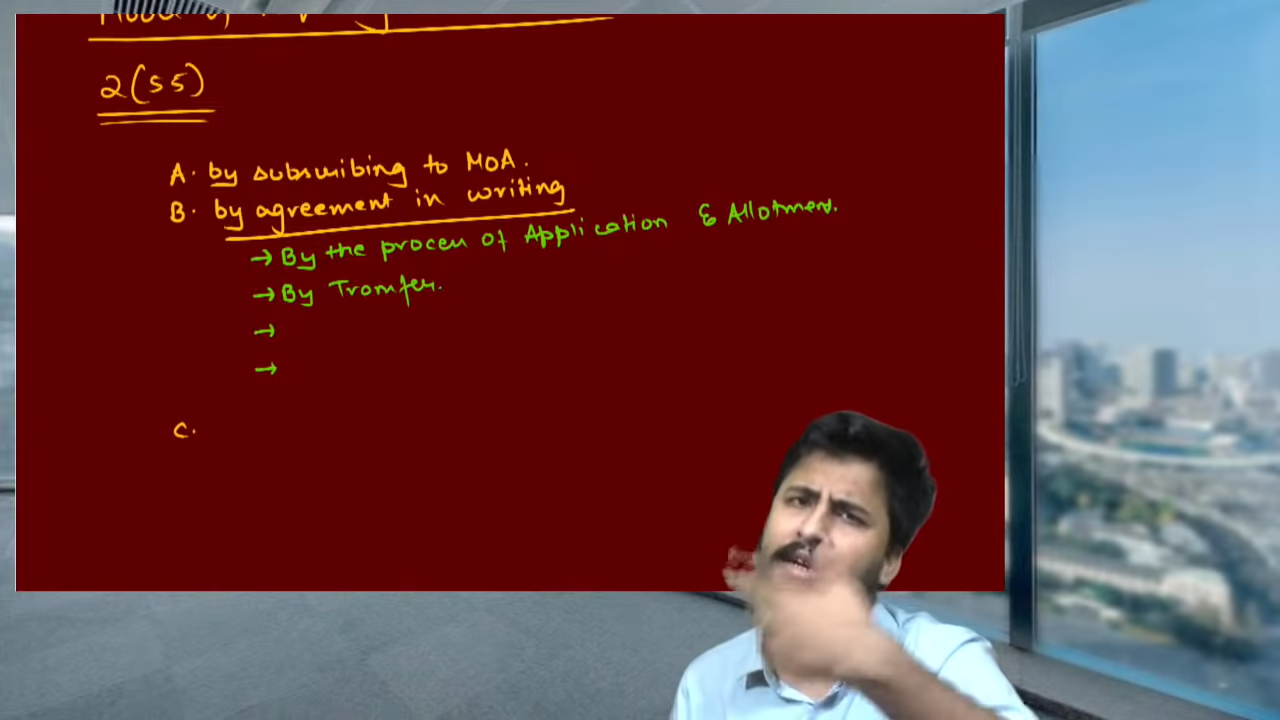 2(55)
A. by subscribing to MOA.
B. by agreement in writing
→ By the process of Application & Allotment.
→ By Transfer.
→
→
C.